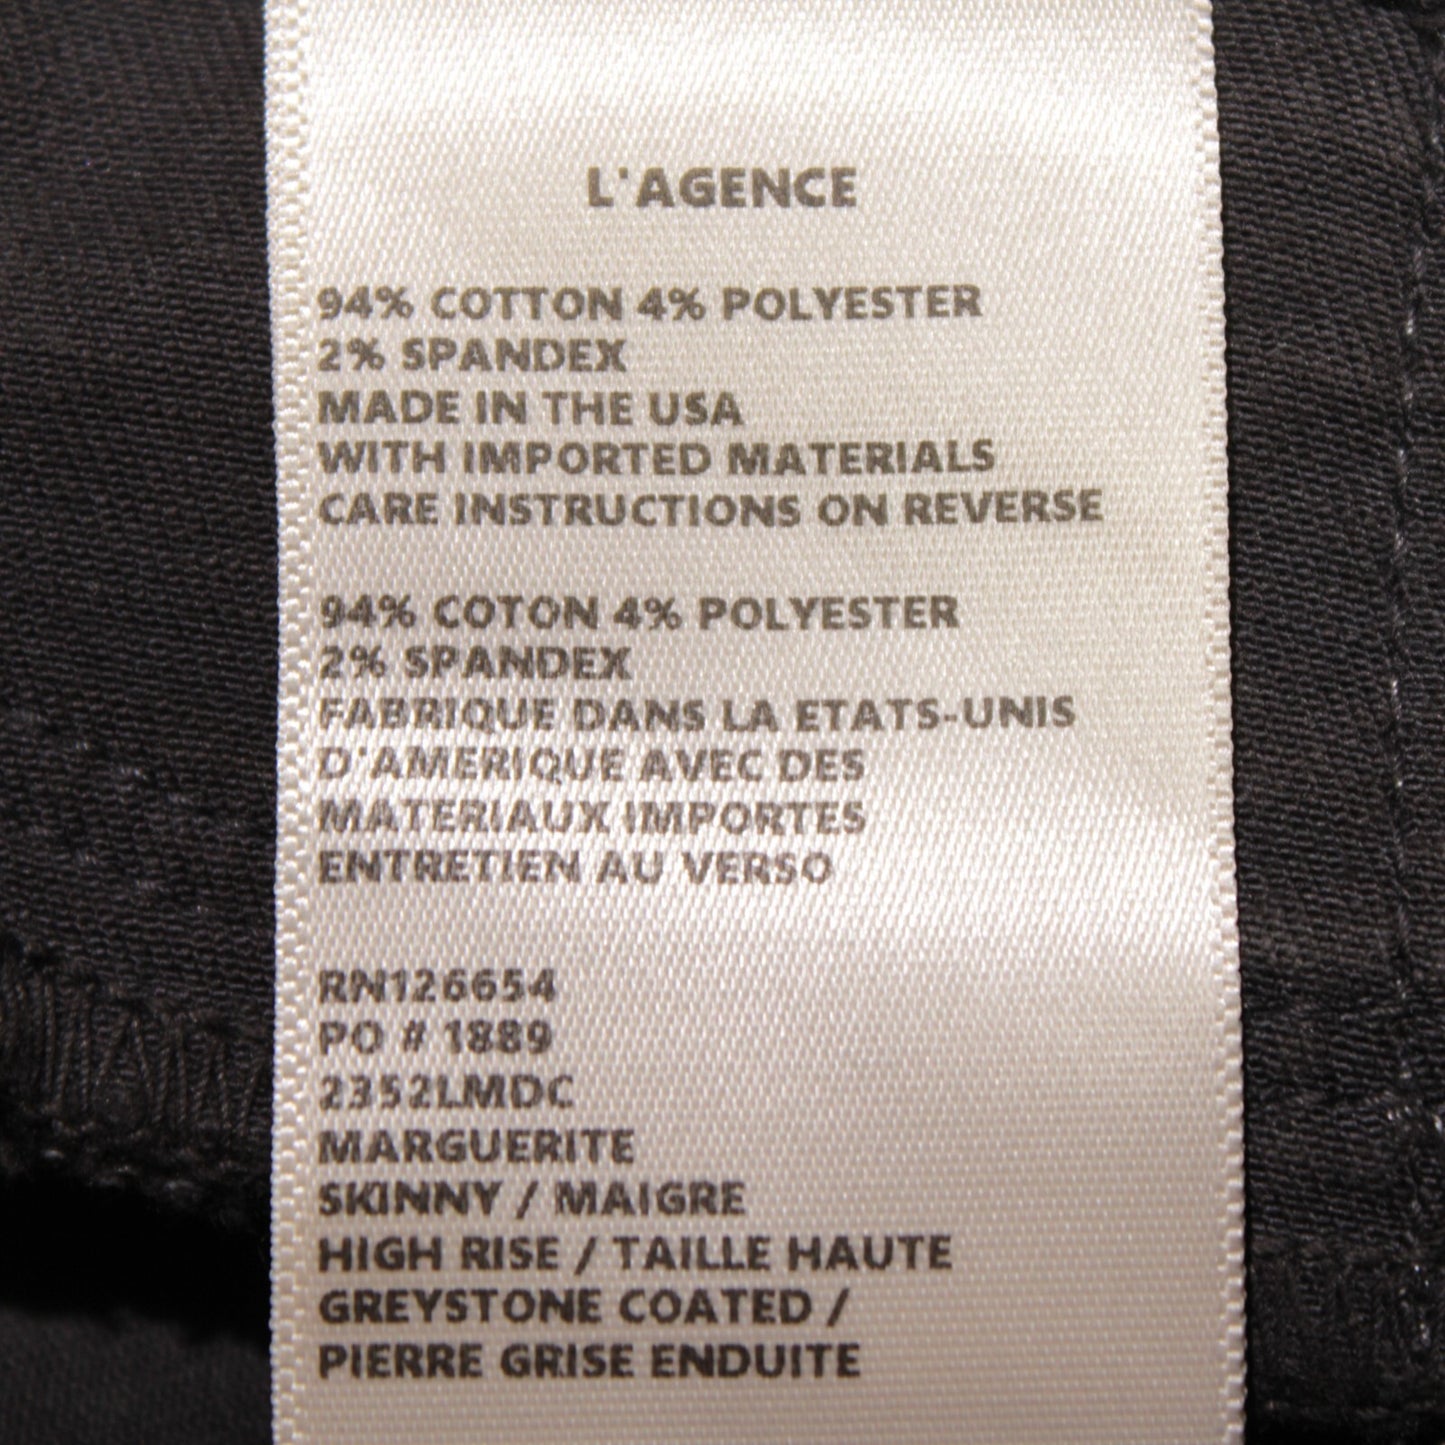 L'AGENCE
94% COTTON 4% POLYESTER
2% SPANDEX
MADE IN THE USA
WITH IMPORTED MATERIALS
CARE INSTRUCTIONS ON REVERSE
94% COTON 4% POLYESTER
2% SPANDEX
FABRIQUE DANS LA ETATS-UNIS
D'AMERIQUE AVEC DES
MATERIAUX IMPORTES
ENTRETIEN AU VERSO
RN126654
PO # 1889
2352LMDC
MARGUERITE
SKINNY / MAIGRE
HIGH RISE / TAILLE HAUTE
GREYSTONE COATED /
PIERRE GRISE ENDUITE